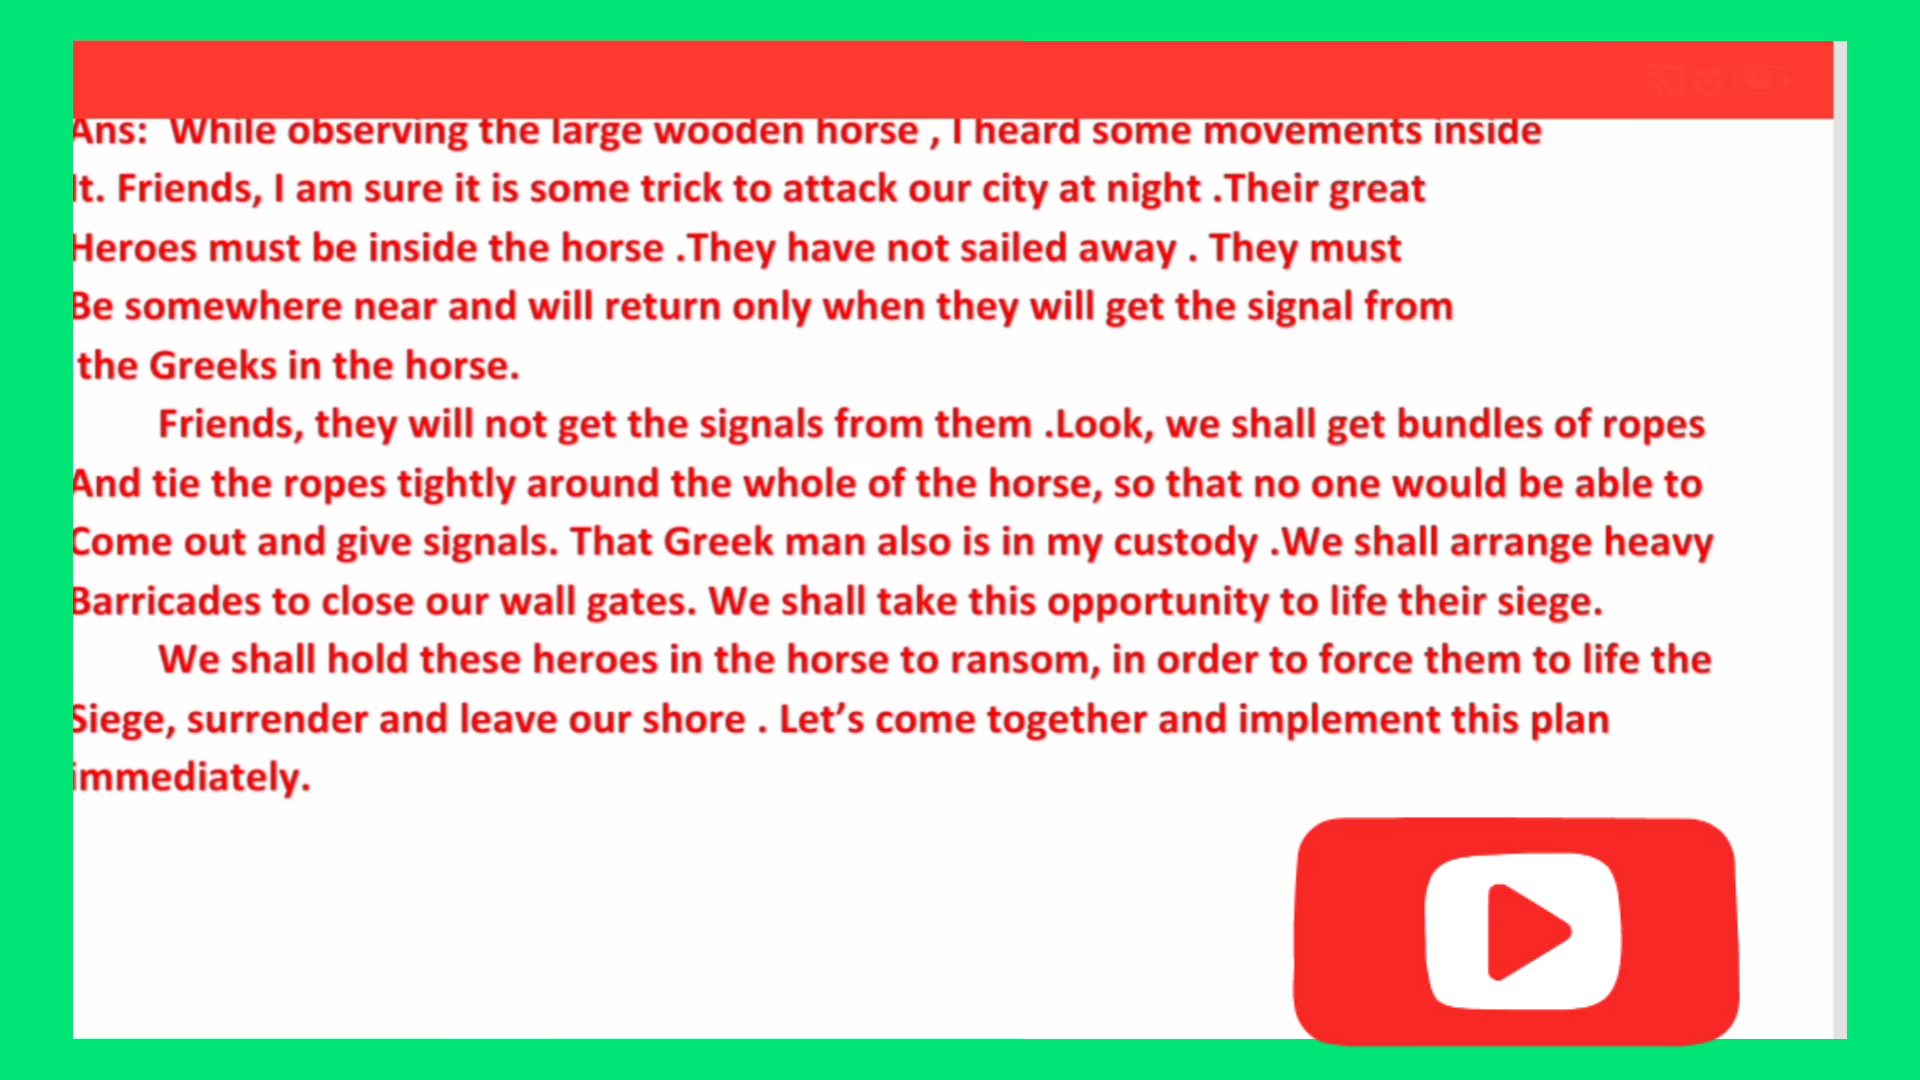 Ans: While observing the large wooden horse , I heard some movements inside
It. Friends, I am sure it is some trick to attack our city at night .Their great
Heroes must be inside the horse .They have not sailed away . They must
Be somewhere near and will return only when they will get the signal from
the Greeks in the horse.
Friends, they will not get the signals from them .Look, we shall get bundles of ropes
And tie the ropes tightly around the whole of the horse, so that no one would be able to
Come out and give signals. That Greek man also is in my custody .We shall arrange heavy
Barricades to close our wall gates. We shall take this opportunity to life their siege.
We shall hold these heroes in the horse to ransom, in order to force them to life the
Siege, surrender and leave our shore . Let's come together and implement this plan
immediately.